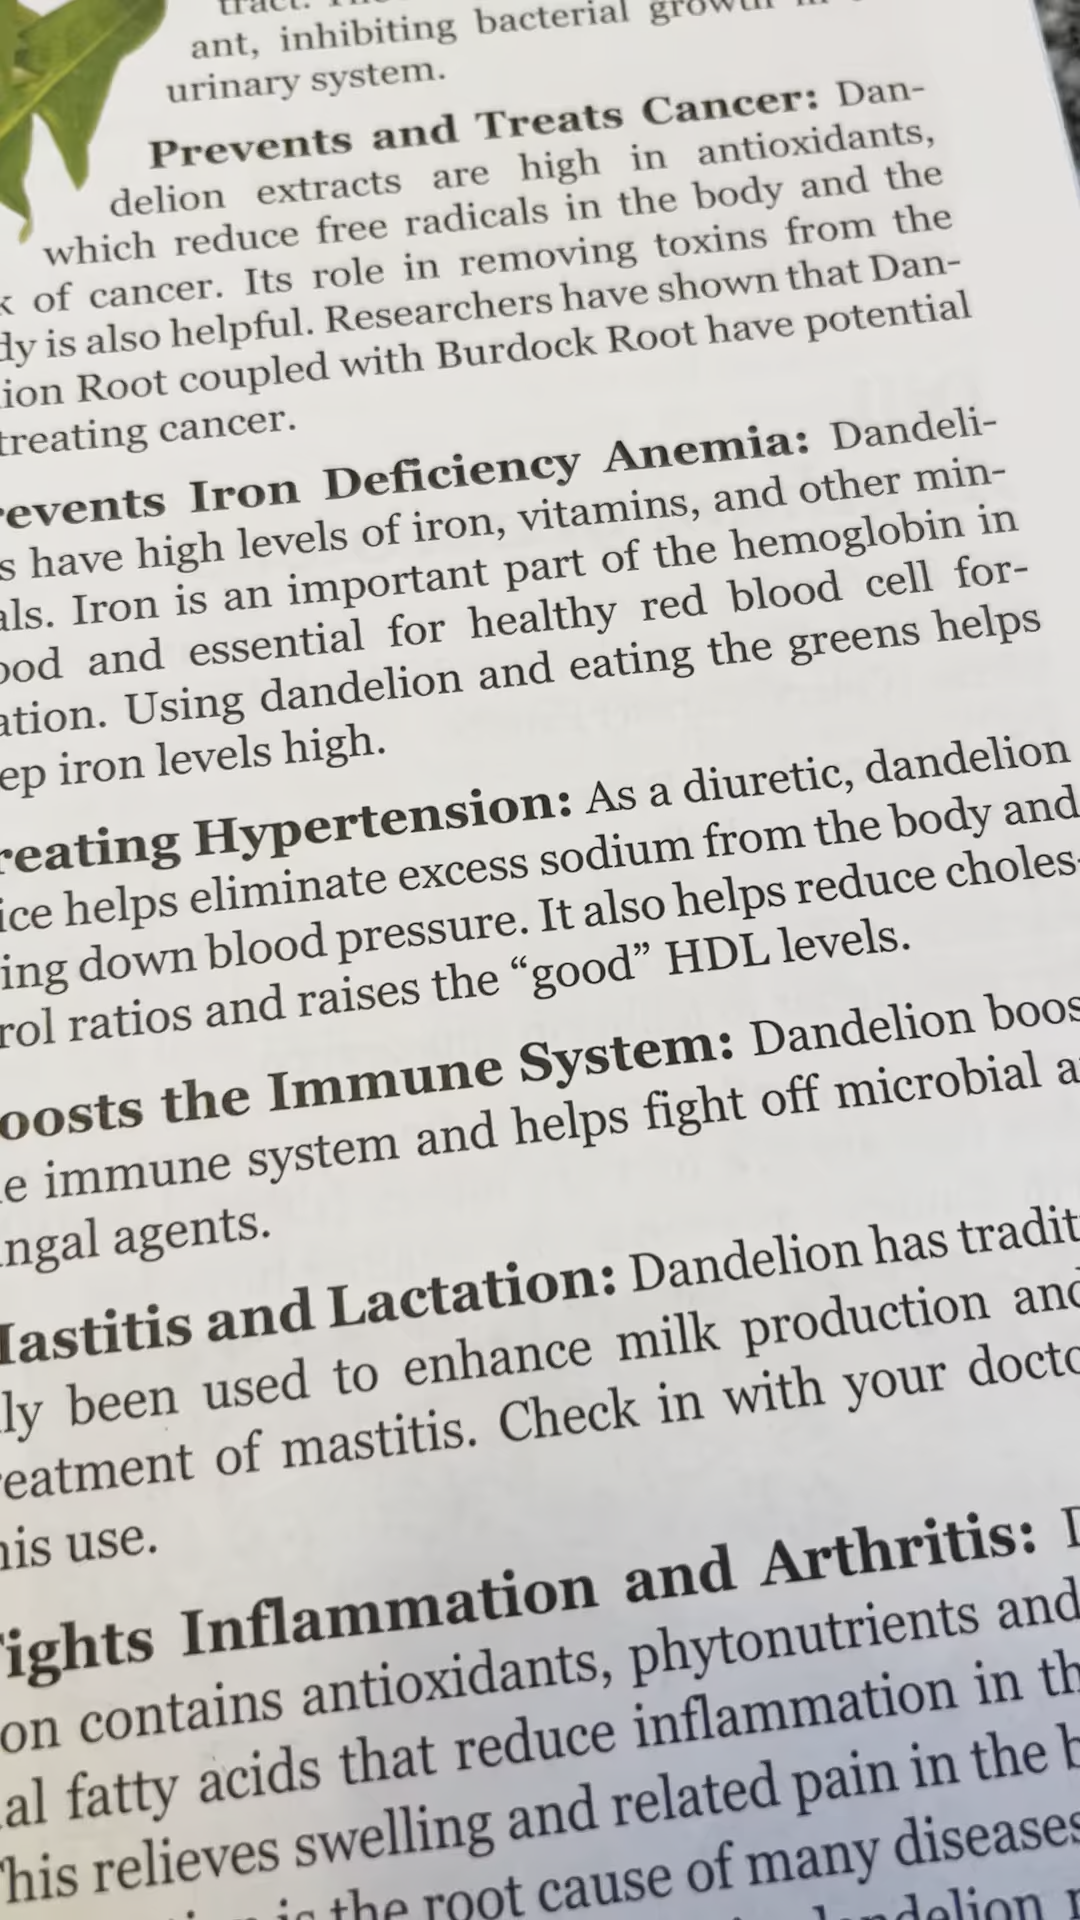 ant, inhibiting bacterial growth in
urinary system.
Prevents and Treats Cancer: Dan-
delion extracts are high in antioxidants,
which reduce free radicals in the body and the
k of cancer. Its role in removing toxins from the
dy is also helpful. Researchers have shown that Dan-
ion Root coupled with Burdock Root have potential
treating cancer.
revents Iron Deficiency Anemia: Dandeli-
s have high levels of iron, vitamins, and other min-
als. Iron is an important part of the hemoglobin in
ood and essential for healthy red blood cell for-
ation. Using dandelion and eating the greens helps
ep iron levels high.
reating Hypertension: As a diuretic, dandelion
ice helps eliminate excess sodium from the body and
ing down blood pressure. It also helps reduce choles-
rol ratios and raises the “good” HDL levels.
oosts the Immune System: Dandelion boos
e immune system and helps fight off microbial a
ngal agents.
Mastitis and Lactation: Dandelion has tradit
ly been used to enhance milk production and
reatment of mastitis. Check in with your docto
his use.
Fights Inflammation and Arthritis: D
on contains antioxidants, phytonutrients and
al fatty acids that reduce inflammation in th
This relieves swelling and related pain in the b
is the root cause of many diseases
dandelion